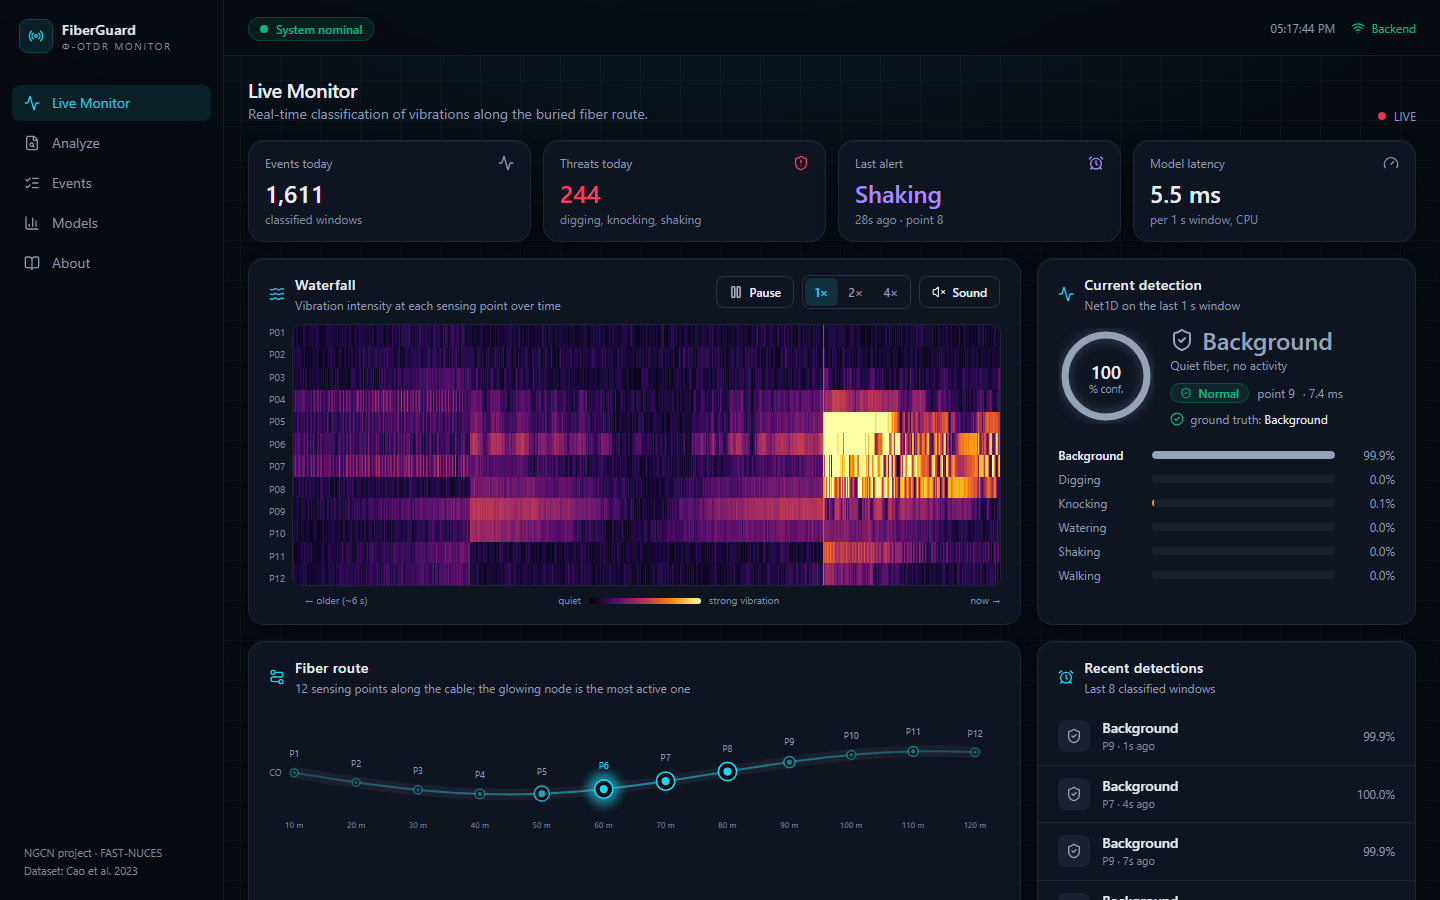 FiberGuard
Φ-OTDR MONITOR
Live Monitor
Analyze
Events
Models
About
NGCN project · FAST-NUCES
Dataset: Cao et al. 2023
System nominal
05:17:44 PM
Backend
Live Monitor
Real-time classification of vibrations along the buried fiber route.
LIVE
Events today
1,611
classified windows
Threats today
244
digging, knocking, shaking
Last alert
Shaking
28s ago · point 8
Model latency
5.5 ms
per 1 s window, CPU
Waterfall
Vibration intensity at each sensing point over time
Pause
1×
2×
4×
Sound
P01
P02
P03
P04
P05
P06
P07
P08
P09
P10
P11
P12
← older (~6 s)
quiet
strong vibration
now →
Current detection
Net1D on the last 1 s window
100
% conf.
Background
Quiet fiber, no activity
Normal
point 9 · 7.4 ms
ground truth: Background
Background 99.9%
Digging 0.0%
Knocking 0.1%
Watering 0.0%
Shaking 0.0%
Walking 0.0%
Fiber route
12 sensing points along the cable; the glowing node is the most active one
CO
P1
P2
P3
P4
P5
P6
P7
P8
P9
P10
P11
P12
10 m
20 m
30 m
40 m
50 m
60 m
70 m
80 m
90 m
100 m
110 m
120 m
Recent detections
Last 8 classified windows
Background
P9 · 1s ago
99.9%
Background
P7 · 4s ago
100.0%
Background
P9 · 7s ago
99.9%